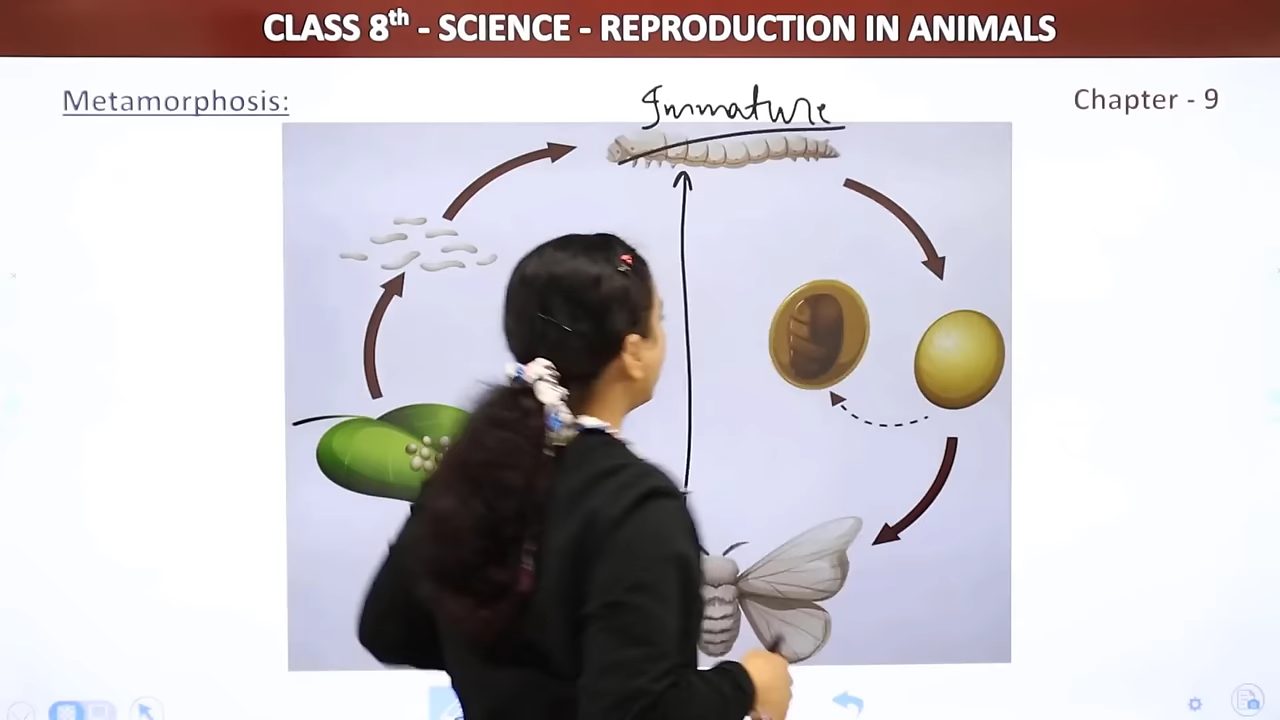 CLASS 8th - SCIENCE - REPRODUCTION IN ANIMALS
Metamorphosis:
Immature
Chapter - 9